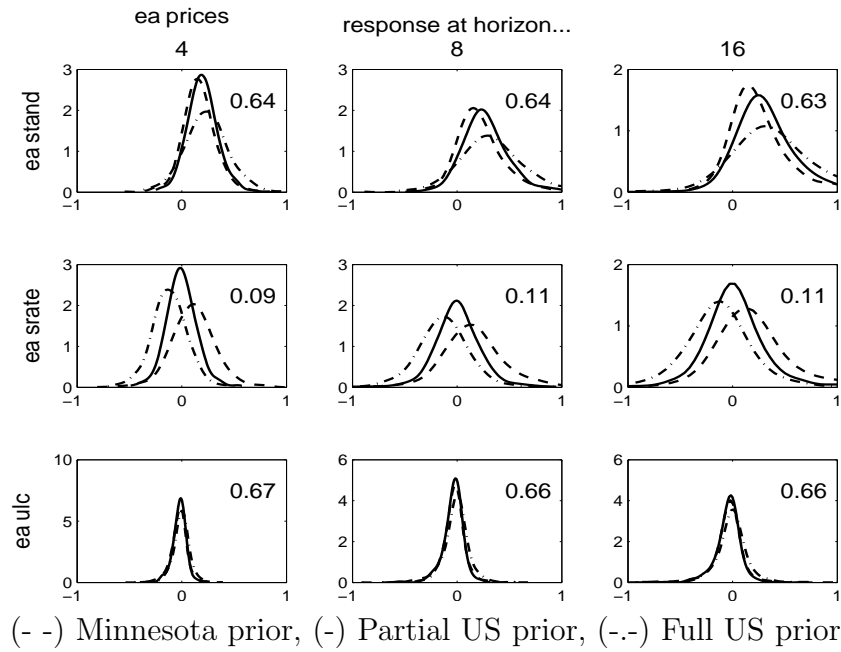 ea prices
response at horizon...
4 8 16
ea stand
3
2
1
0
−1 0 1
0.64
3
2
1
0
−1 0 1
0.64
2
1
0
−1 0 1
0.63
ea srate
3
2
1
0
−1 0 1
0.09
3
2
1
0
−1 0 1
0.11
2
1
0
−1 0 1
0.11
ea ulc
10
5
0
−1 0 1
0.67
6
4
2
0
−1 0 1
0.66
6
4
2
0
−1 0 1
0.66
(- -) Minnesota prior, (-) Partial US prior, (-.-) Full US prior